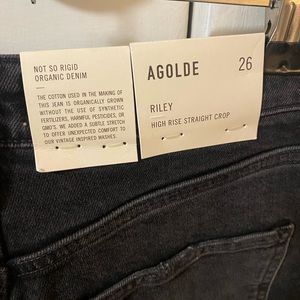 NOT SO RIGID
ORGANIC DENIM
THE COTTON USED IN THE MAKING OF
THIS JEAN IS ORGANICALLY GROWN
WITHOUT THE USE OF SYNTHETIC
FERTILIZERS, HARMFUL PESTICIDES, OR
GMO'S. WE ADDED A SUBTLE STRETCH
TO OFFER UNEXPECTED COMFORT TO
OUR VINTAGE INSPIRED WASHES.
AGOLDE 26
RILEY
HIGH RISE STRAIGHT CROP